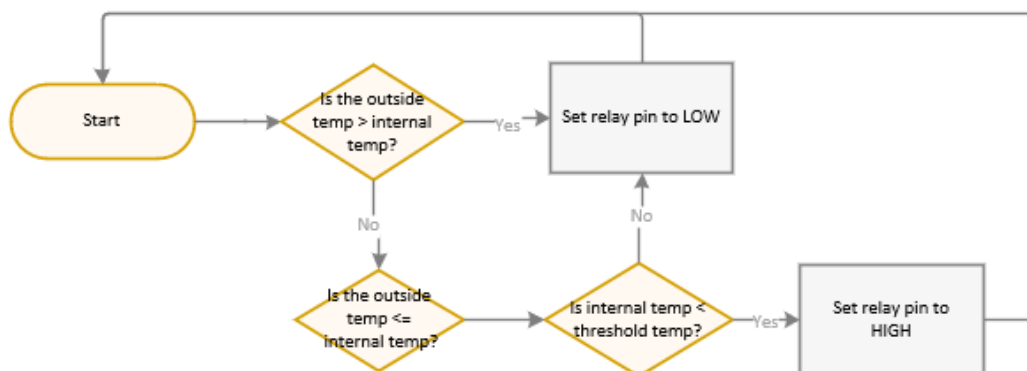 Start
Is the outside
temp > internal
temp?
Yes
Set relay pin to LOW
No
No
Is the outside
temp <=
internal temp?
Is internal temp <
threshold temp?
Yes
Set relay pin to
HIGH